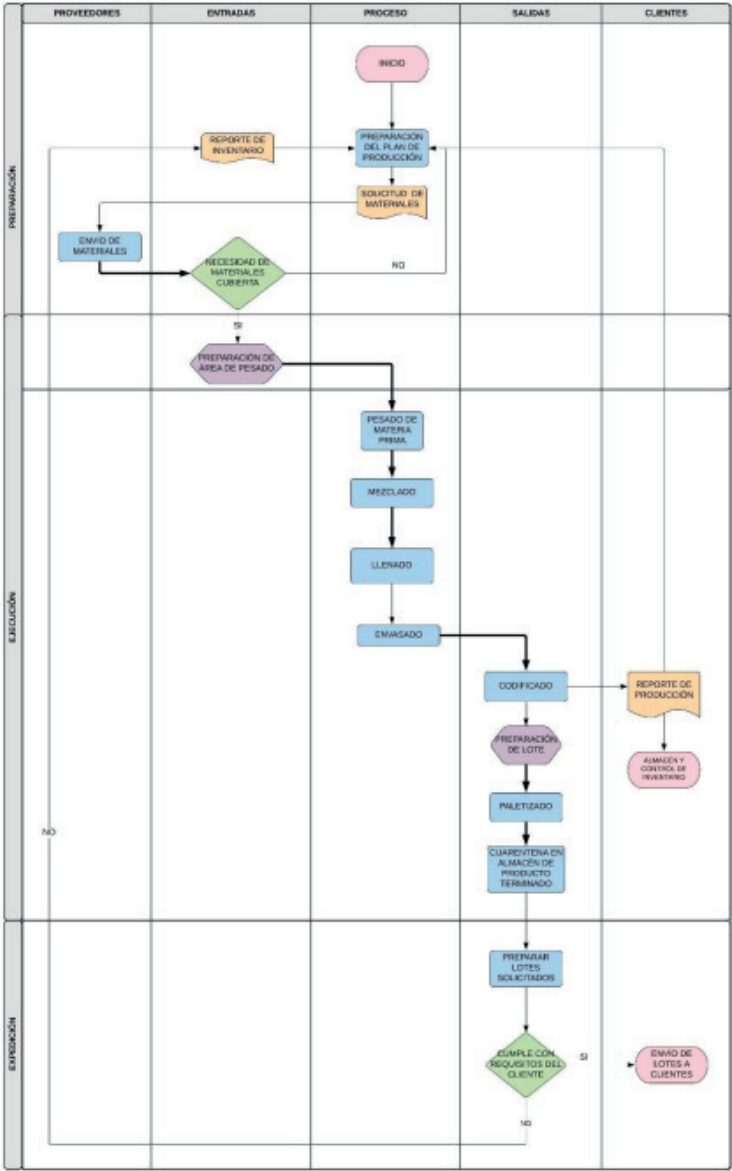 PROVEEDORES
ENTRADAS
PROCESO
SALIDAS
CLIENTES
PREPARACIÓN
INICIO
REPORTE DE
INVENTARIO
PREPARACIÓN
DEL PLAN DE
PRODUCCIÓN
SOLICITUD DE
MATERIALES
ENVÍO DE
MATERIALES
NECESIDAD DE
MATERIALES
CUBIERTA
NO
SI
EJECUCIÓN
PREPARACIÓN DE
ÁREA DE PESADO
PESADO DE
MATERIA
PRIMA
MEZCLADO
LLENADO
ENVASADO
CODIFICADO
REPORTE DE
PRODUCCIÓN
PREPARACIÓN
DE LOTE
ALMACÉN Y
CONTROL DE
INVENTARIO
PALETIZADO
NO
CUARENTENA EN
ALMACÉN DE
PRODUCTO
TERMINADO
EXPEDICIÓN
PREPARAR
LOTES
SOLICITADOS
CUMPLE CON
REQUISITOS DEL
CLIENTE
SI
ENVÍO DE
LOTES A
CLIENTES
NO